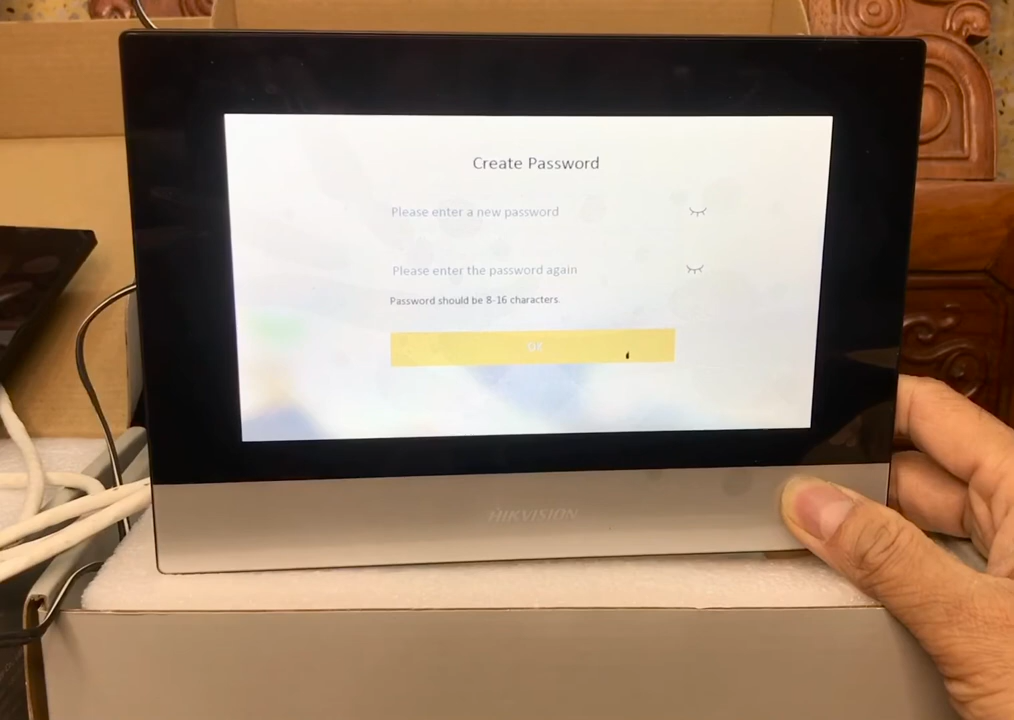 Create Password
Please enter a new password
Please enter the password again
Password should be 8-16 characters.
OK
HIKVISION